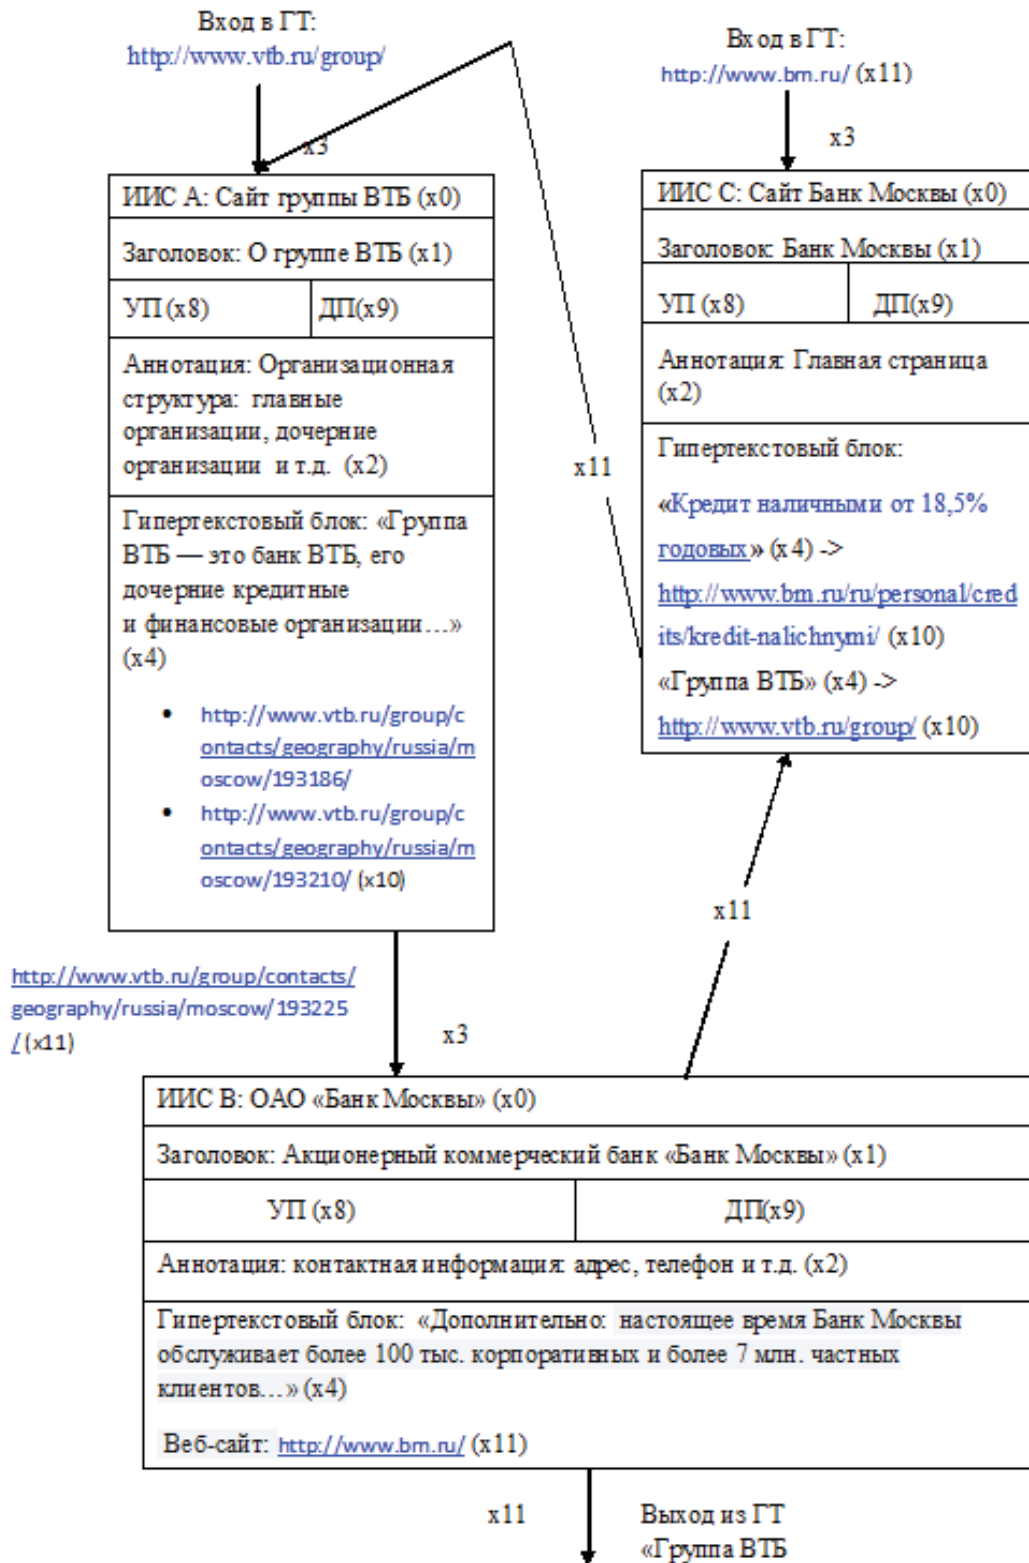 Вход в ГТ:
http://www.vtb.ru/group/
Вход в ГТ:
http://www.bm.ru/ (x11)
x3
x3
ИИС А: Сайт группы ВТБ (x0)
Заголовок: О группе ВТБ (x1)
УП (x8)
ДП(x9)
Аннотация: Организационная
структура: главные
организации, дочерние
организации и т.д. (x2)
Гипертекстовый блок: «Группа
ВТБ — это банк ВТБ, его
дочерние кредитные
и финансовые организации…»
(x4)
• http://www.vtb.ru/group/c
ontacts/geography/russia/m
oscow/193186/
• http://www.vtb.ru/group/c
ontacts/geography/russia/m
oscow/193210/ (x10)
x11
ИИС С: Сайт Банк Москвы (x0)
Заголовок: Банк Москвы (x1)
УП (x8)
ДП(x9)
Аннотация: Главная страница
(x2)
Гипертекстовый блок:
«Кредит наличными от 18,5%
годовых» (x4) ->
http://www.bm.ru/ru/personal/cred
its/kredit-nalichnymi/ (x10)
«Группа ВТБ» (x4) ->
http://www.vtb.ru/group/ (x10)
x11
http://www.vtb.ru/group/contacts/
geography/russia/moscow/193225
/ (x11)
x3
ИИС В: ОАО «Банк Москвы» (x0)
Заголовок: Акционерный коммерческий банк «Банк Москвы» (x1)
УП (x8)
ДП(x9)
Аннотация: контактная информация: адрес, телефон и т.д. (x2)
Гипертекстовый блок: «Дополнительно: настоящее время Банк Москвы
обслуживает более 100 тыс. корпоративных и более 7 млн. частных
клиентов…» (x4)
Веб-сайт: http://www.bm.ru/ (x11)
x11
Выход из ГТ
«Группа ВТБ